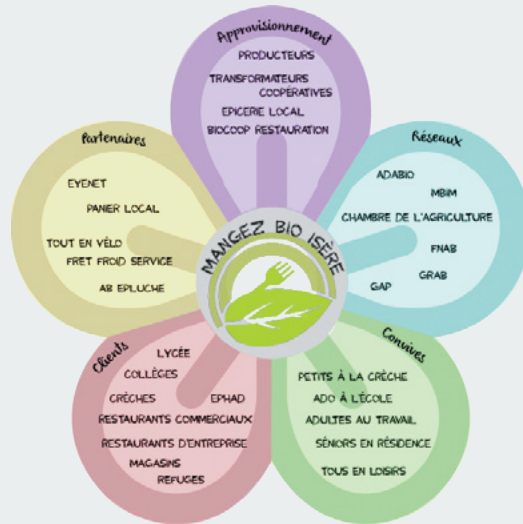 Approvisionnement
PRODUCTEURS
TRANSFORMATEURS
COOPÉRATIVES
EPICERIE LOCAL
BIOCOOP RESTAURATION
Partenaires
EYENET
PANIER LOCAL
TOUT EN VÉLO
FRET FROID SERVICE
AB EPLUCHE
Réseaux
ADABIO
MBIM
CHAMBRE DE L'AGRICULTURE
FNAB
GRAB
GAP
MANGEZ BIO ISÈRE
Clients
LYCÉE
COLLÈGES
CRÈCHES
EPHAD
RESTAURANTS COMMERCIAUX
RESTAURANTS D'ENTREPRISE
MAGASINS
REFUGES
Convives
PETITS À LA CRÈCHE
ADO À L'ÉCOLE
ADULTES AU TRAVAIL
SÉNIORS EN RÉSIDENCE
TOUS EN LOISIRS